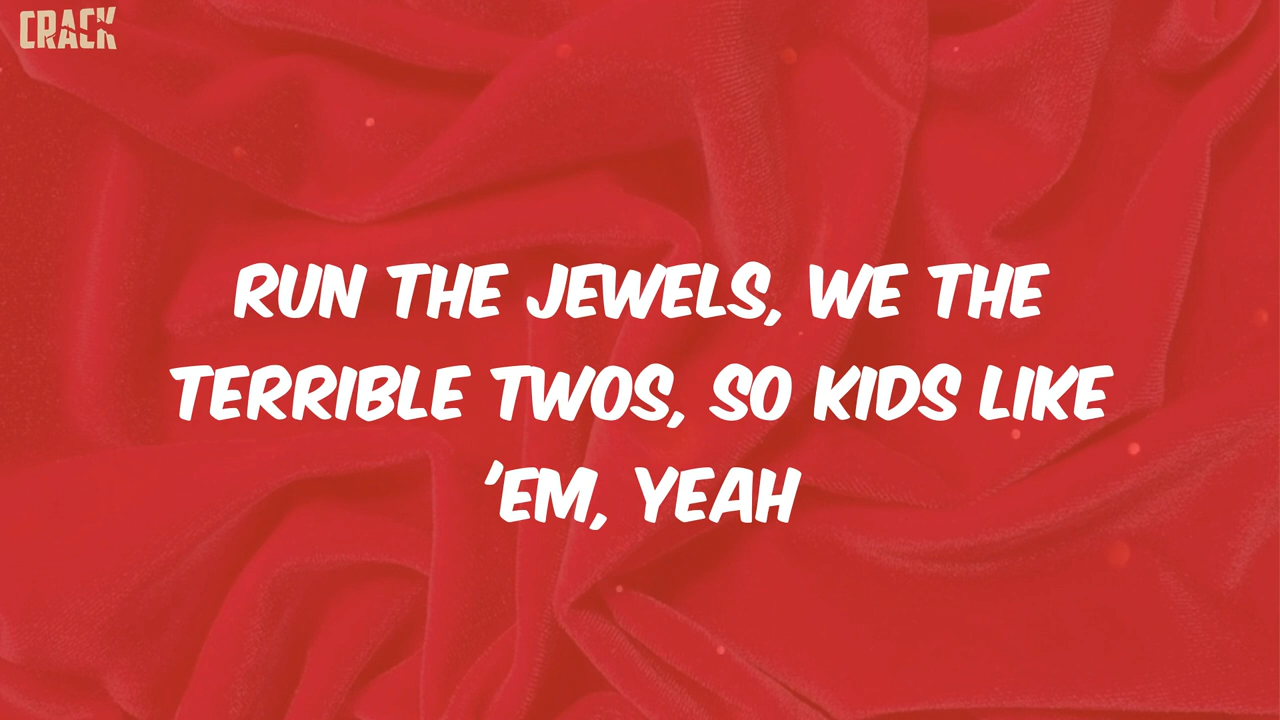 CRACK
RUN THE JEWELS, WE THE
TERRIBLE TWOS, SO KIDS LIKE
'EM, YEAH